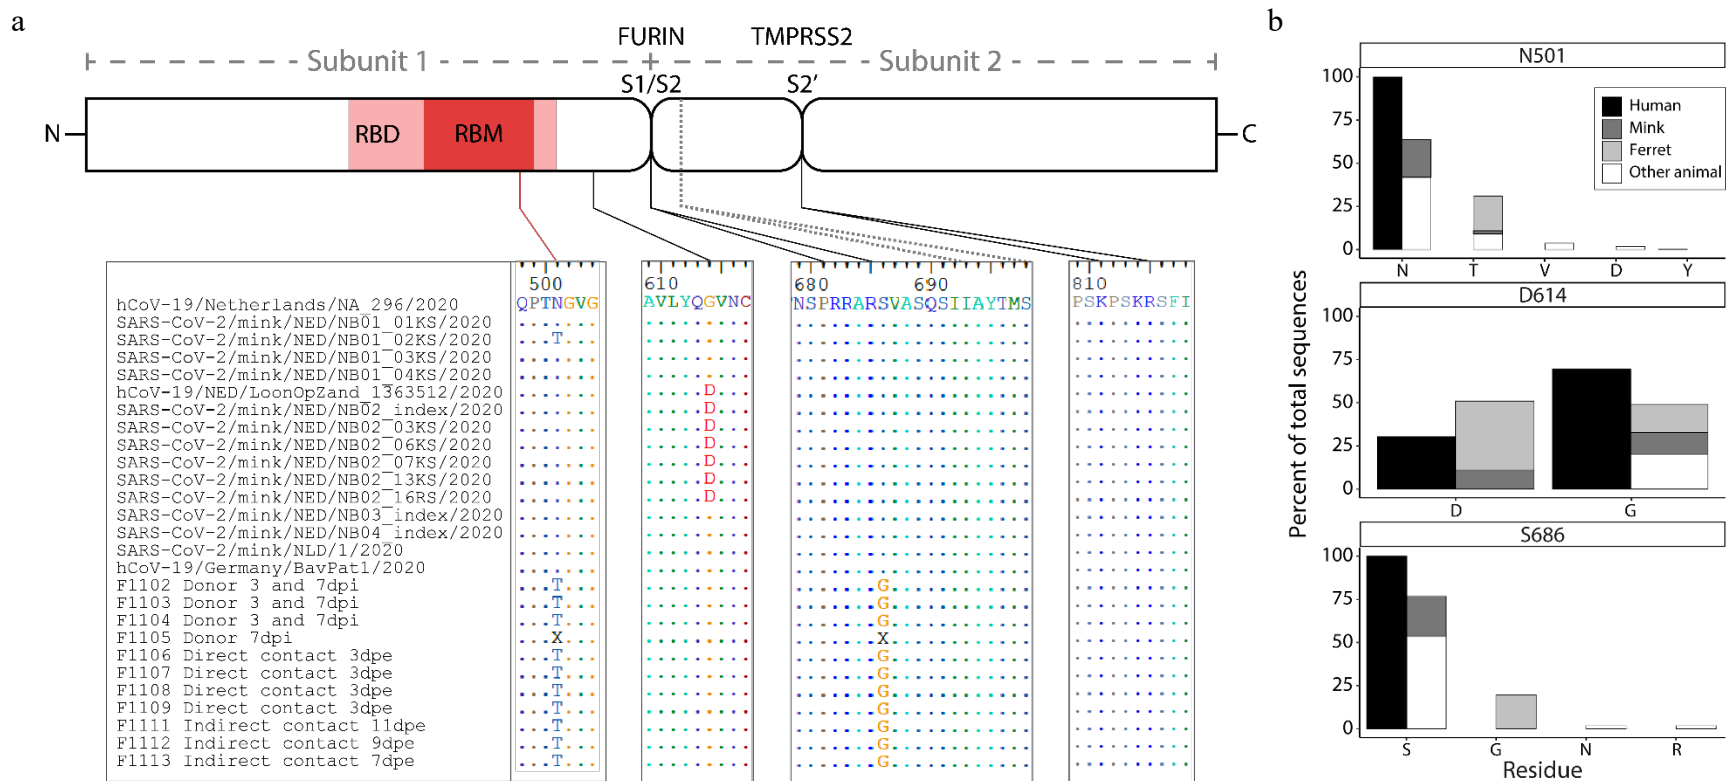 a
FURIN TMPRSS2
Subunit 1 Subunit 2
S1/S2 S2’
N RBD RBM C
500 610 680 690 810
hCoV-19/Netherlands/NA_296/2020 QPTNGVG AVLYQGVNC NSPRRARSVASQSIIAYTMS PSKPSKRSFI
SARS-CoV-2/mink/NED/NB01_01KS/2020
SARS-CoV-2/mink/NED/NB01_02KS/2020 T
SARS-CoV-2/mink/NED/NB01_03KS/2020
SARS-CoV-2/mink/NED/NB01_04KS/2020
hCoV-19/NED/LoonOpZand_1363512/2020 D
SARS-CoV-2/mink/NED/NB02_index/2020 D
SARS-CoV-2/mink/NED/NB02_03KS/2020 D
SARS-CoV-2/mink/NED/NB02_06KS/2020 D
SARS-CoV-2/mink/NED/NB02_07KS/2020 D
SARS-CoV-2/mink/NED/NB02_13KS/2020 D
SARS-CoV-2/mink/NED/NB02_16RS/2020 D
SARS-CoV-2/mink/NED/NB03_index/2020
SARS-CoV-2/mink/NED/NB04_index/2020
SARS-CoV-2/mink/NLD/1/2020
hCoV-19/Germany/BavPat1/2020
F1102 Donor 3 and 7dpi T G
F1103 Donor 3 and 7dpi T G
F1104 Donor 3 and 7dpi T G
F1105 Donor 7dpi X X
F1106 Direct contact 3dpe T G
F1107 Direct contact 3dpe T G
F1108 Direct contact 3dpe T G
F1109 Direct contact 3dpe T G
F1111 Indirect contact 11dpe T G
F1112 Indirect contact 9dpe T G
F1113 Indirect contact 7dpe T G
b
Percent of total sequences
N501
100
75
50
25
0
Human
Mink
Ferret
Other animal
N T V D Y
D614
100
75
50
25
0
D G
S686
100
75
50
25
0
S G N R
Residue